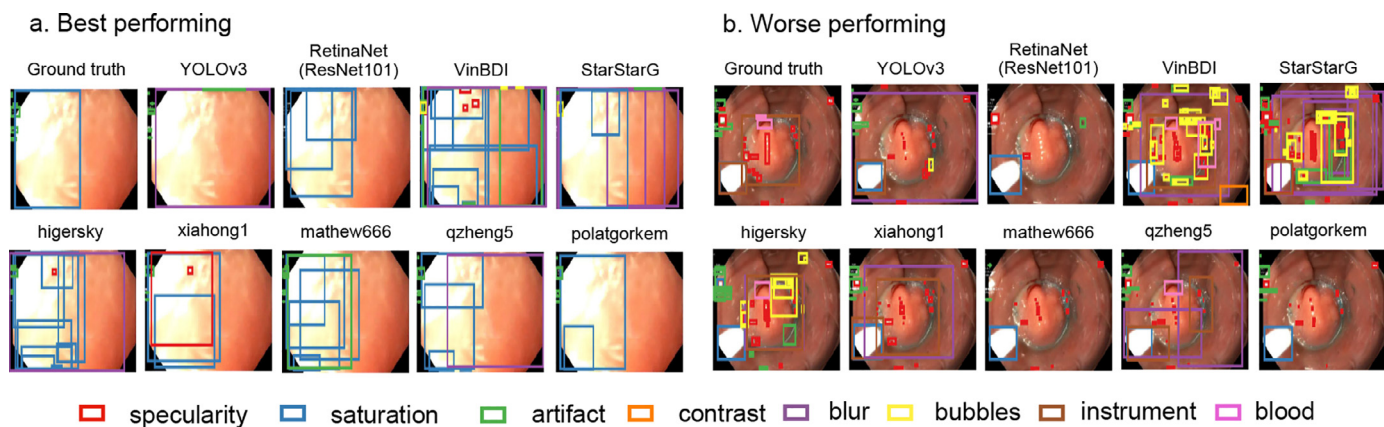 a. Best performing
Ground truth
YOLOv3
RetinaNet
(ResNet101)
VinBDI
StarStarG
higersky
xiahong1
mathew666
qzheng5
polatgorkem
b. Worse performing
Ground truth
YOLOv3
RetinaNet
(ResNet101)
VinBDI
StarStarG
higersky
xiahong1
mathew666
qzheng5
polatgorkem
specularity
saturation
artifact
contrast
blur
bubbles
instrument
blood